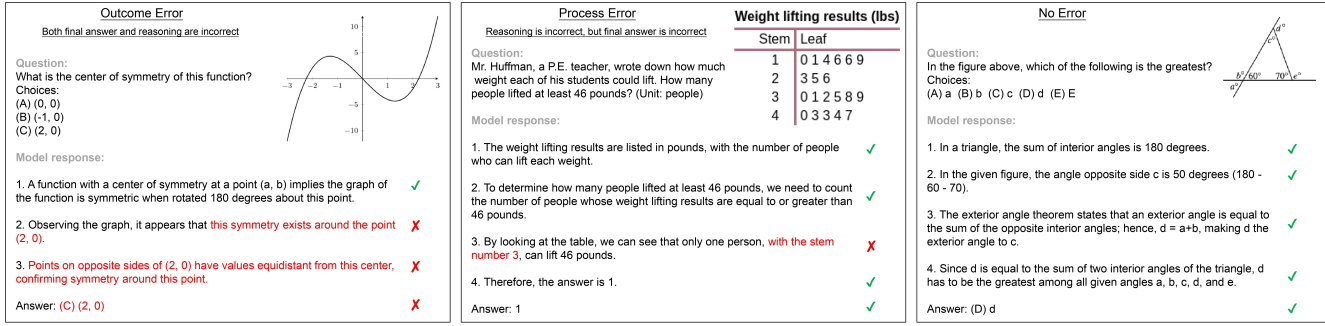 Outcome Error
Both final answer and reasoning are incorrect
Question:
What is the center of symmetry of this function?
Choices:
(A) (0, 0)
(B) (-1, 0)
(C) (2, 0)
10
5
−3 −2 −1 1 2 3
−5
−10
Model response:
1. A function with a center of symmetry at a point (a, b) implies the graph of
the function is symmetric when rotated 180 degrees about this point.
2. Observing the graph, it appears that this symmetry exists around the point
(2, 0).
3. Points on opposite sides of (2, 0) have values equidistant from this center,
confirming symmetry around this point.
Answer: (C) (2, 0)
Process Error
Reasoning is incorrect, but final answer is incorrect
Question:
Mr. Huffman, a P.E. teacher, wrote down how much
weight each of his students could lift. How many
people lifted at least 46 pounds? (Unit: people)
Weight lifting results (lbs)
Stem Leaf
1 0 1 4 6 6 9
2 3 5 6
3 0 1 2 5 8 9
4 0 3 3 4 7
Model response:
1. The weight lifting results are listed in pounds, with the number of people
who can lift each weight.
2. To determine how many people lifted at least 46 pounds, we need to count
the number of people whose weight lifting results are equal to or greater than
46 pounds.
3. By looking at the table, we can see that only one person, with the stem
number 3, can lift 46 pounds.
4. Therefore, the answer is 1.
Answer: 1
No Error
Question:
In the figure above, which of the following is the greatest?
Choices:
(A) a (B) b (C) c (D) d (E) E
d°
c°
b° 60° 70° e°
a°
Model response:
1. In a triangle, the sum of interior angles is 180 degrees.
2. In the given figure, the angle opposite side c is 50 degrees (180 -
60 - 70).
3. The exterior angle theorem states that an exterior angle is equal to
the sum of the opposite interior angles; hence, d = a+b, making d the
exterior angle to c.
4. Since d is equal to the sum of two interior angles of the triangle, d
has to be the greatest among all given angles a, b, c, d, and e.
Answer: (D) d